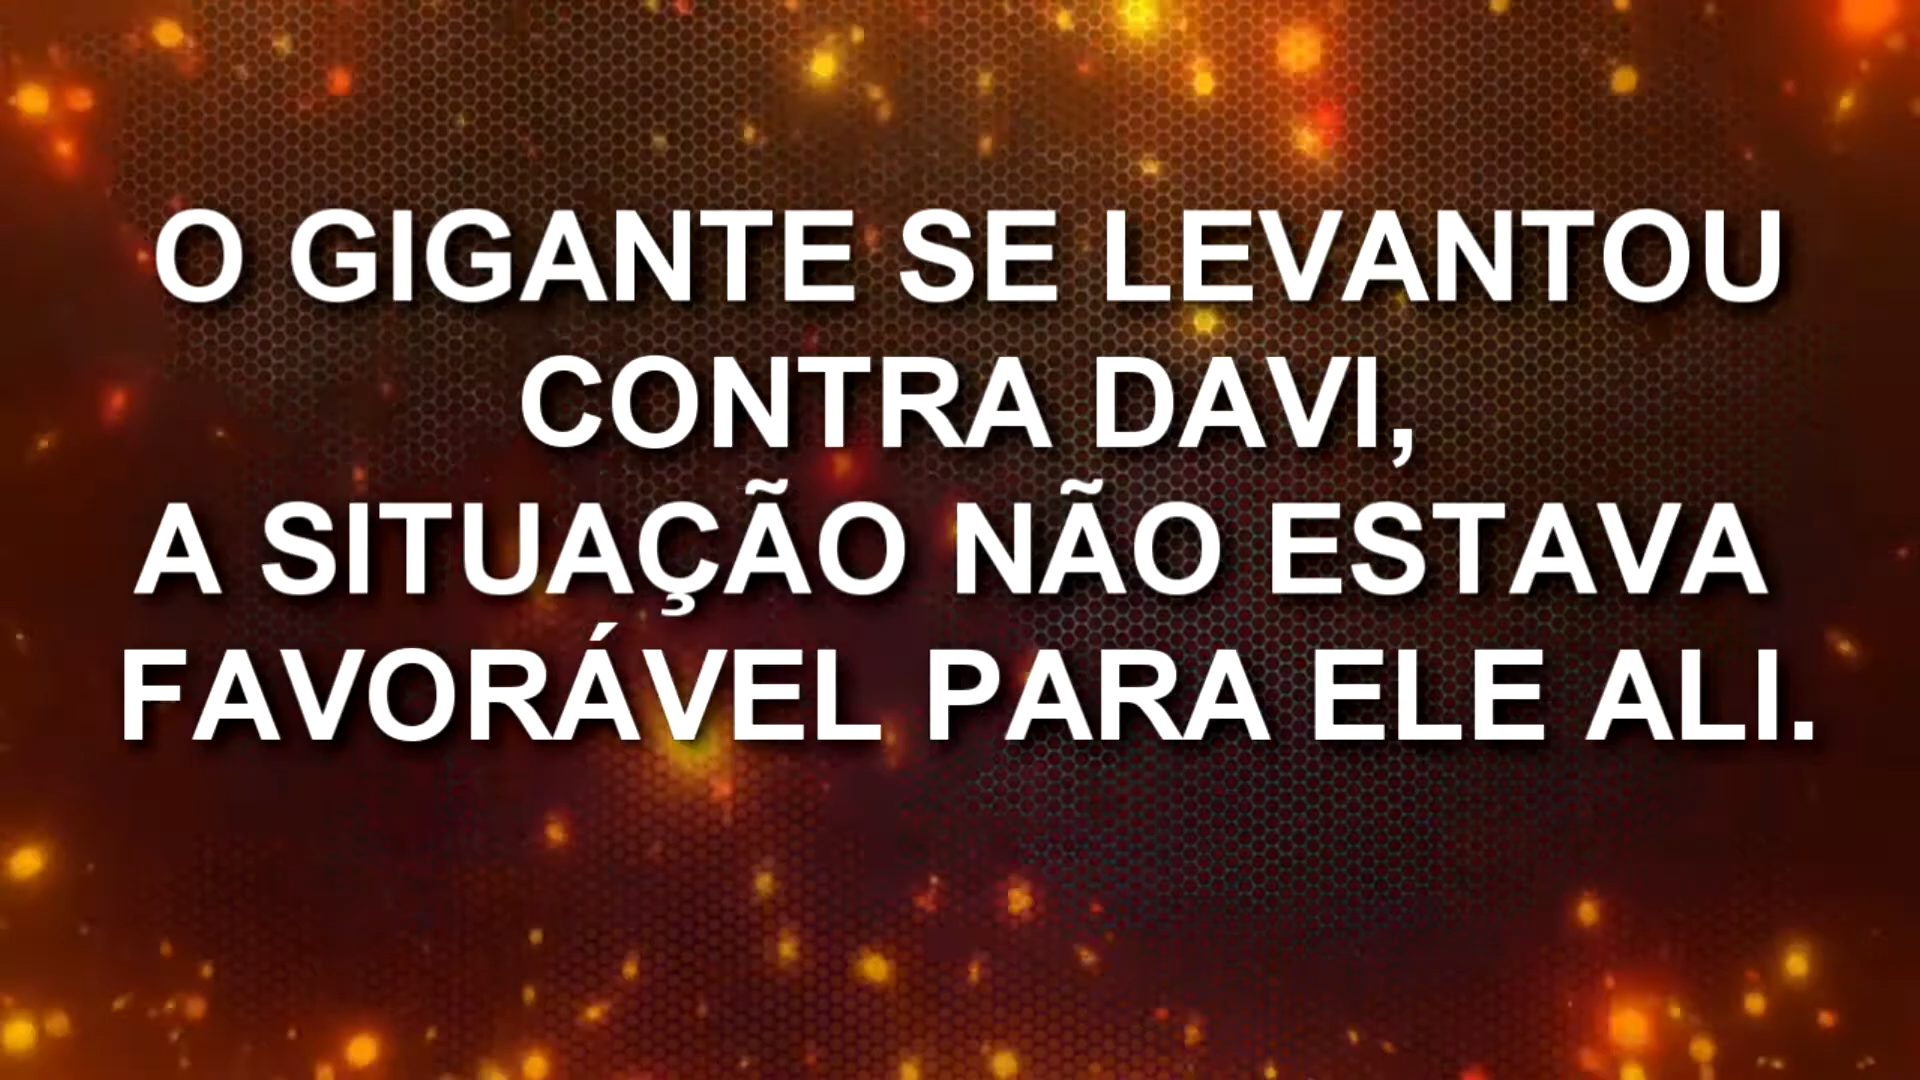 O GIGANTE SE LEVANTOU
CONTRA DAVI,
A SITUAÇÃO NÃO ESTAVA
FAVORÁVEL PARA ELE ALI.